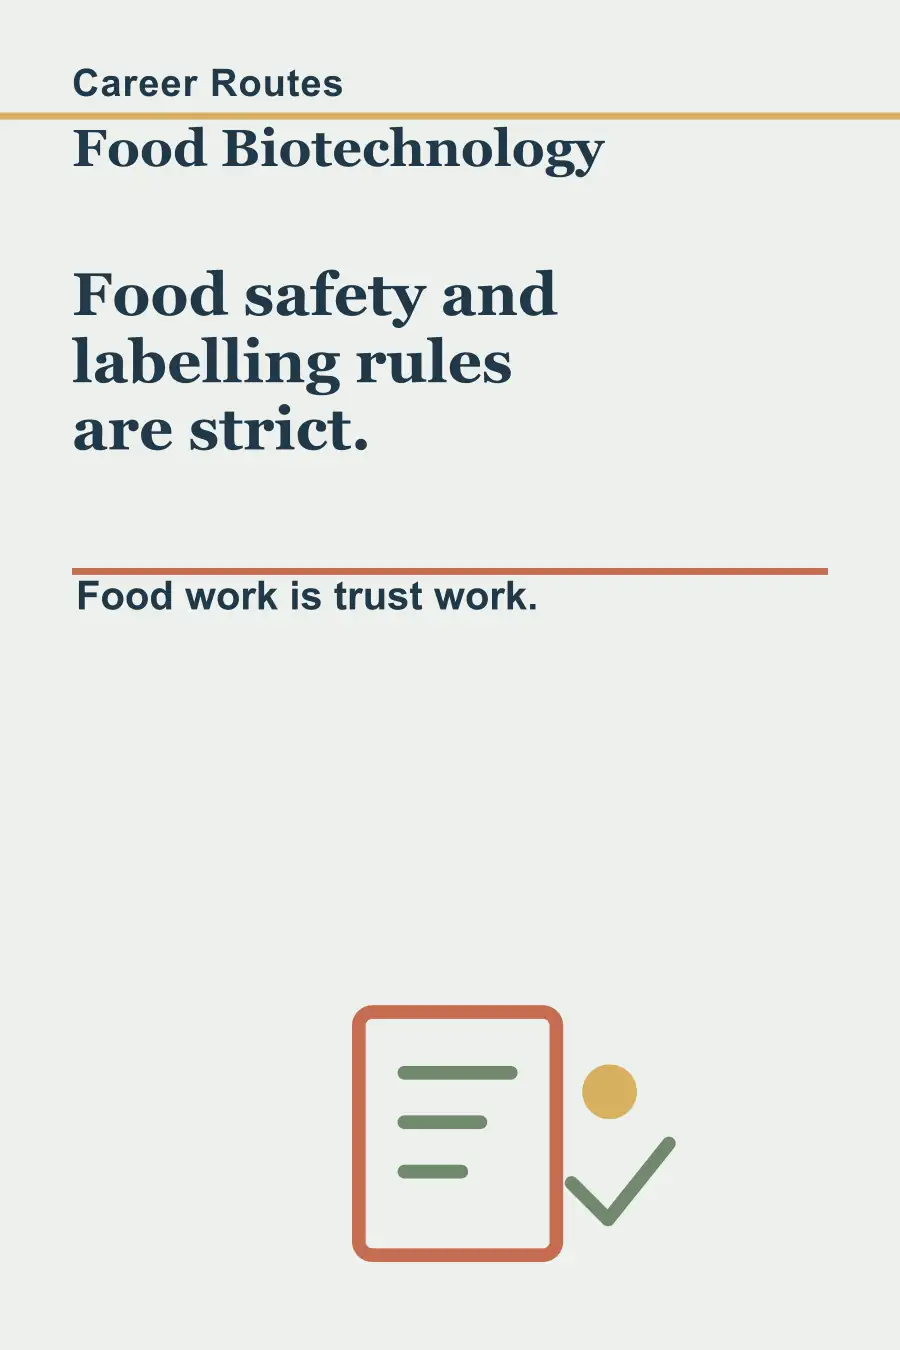 Career Routes
Food Biotechnology
Food safety and
labelling rules
are strict.
Food work is trust work.